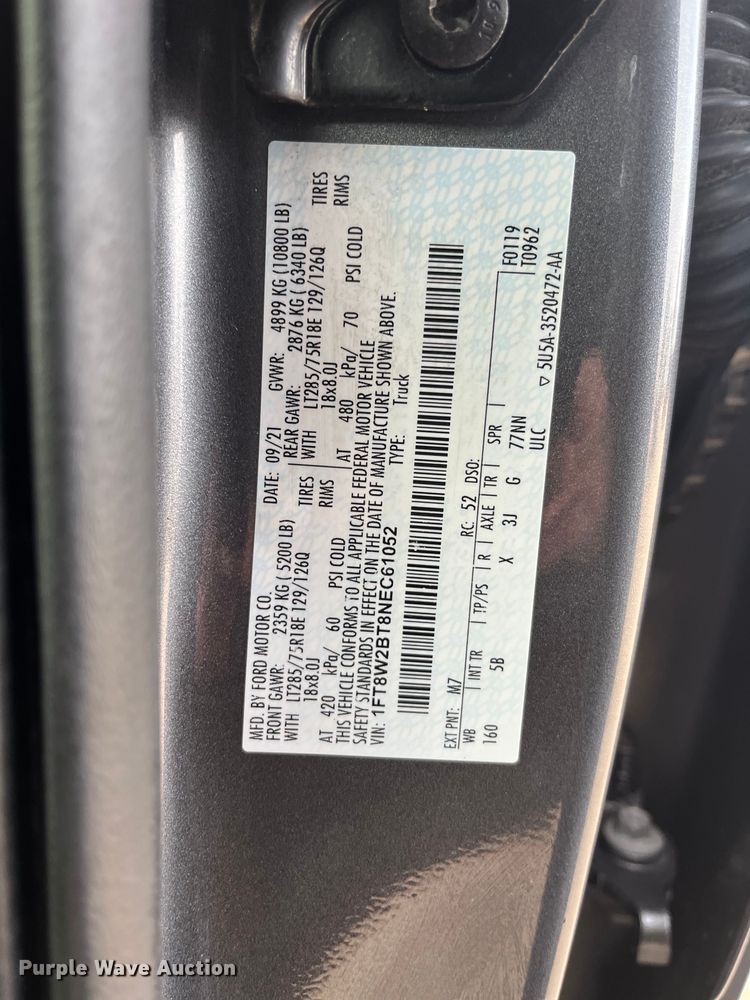 MFD. BY FORD MOTOR CO.
DATE: 09/21 GVWR: 4899 KG (10800 LB)
FRONT GAWR: 2359 KG ( 5200 LB) REAR GAWR: 2876 KG ( 6340 LB)
WITH LT285/75R18E 129/126Q TIRES WITH LT285/75R18E 129/126Q TIRES
18x8.0J RIMS 18x8.0J RIMS
AT 420 kPa/ 60 PSI COLD AT 480 kPa/ 70 PSI COLD
THIS VEHICLE CONFORMS TO ALL APPLICABLE FEDERAL MOTOR VEHICLE
SAFETY STANDARDS IN EFFECT ON THE DATE OF MANUFACTURE SHOWN ABOVE.
VIN: 1FT8W2BT8NEC61052 TYPE: Truck
EXT PNT: M7 RC: 52 DSO:
WB INT TR TP/PS R AXLE TR SPR F0119
160 5B X 3J G 77NN T0962
ULC ▽ 5U5A-3520472-AA
Purple Wave Auction